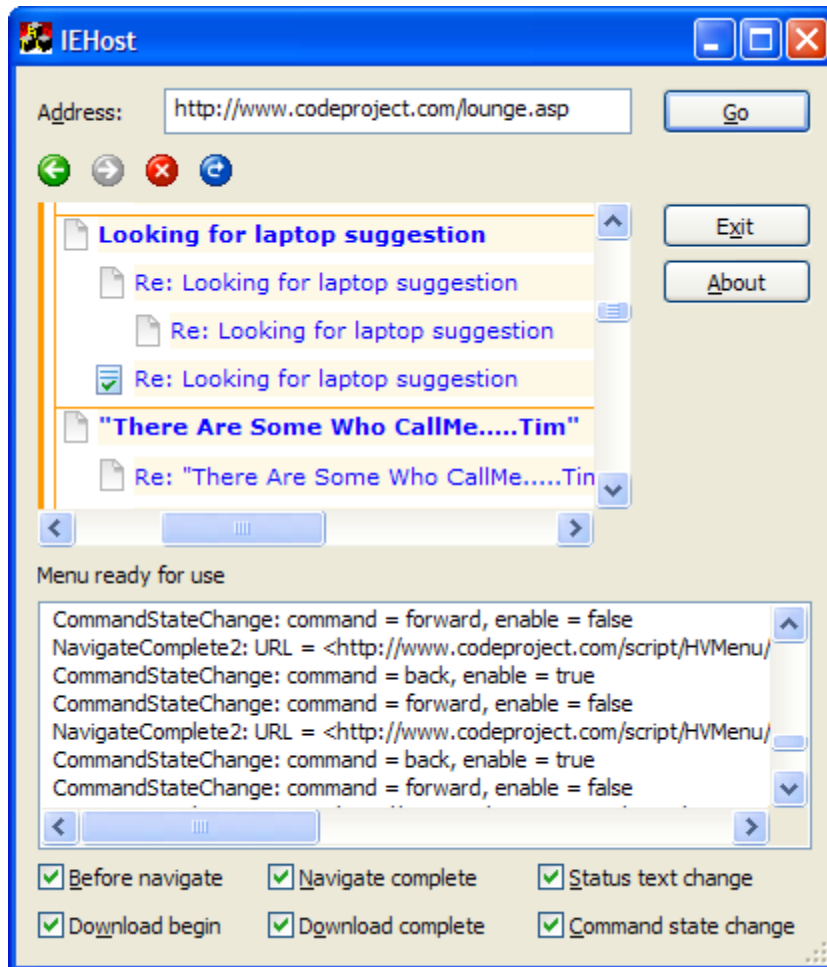 IEHost
Address: http://www.codeproject.com/lounge.asp Go
Looking for laptop suggestion Exit
Re: Looking for laptop suggestion About
Re: Looking for laptop suggestion
Re: Looking for laptop suggestion
"There Are Some Who CallMe.....Tim"
Re: "There Are Some Who CallMe.....Tim
Menu ready for use
CommandStateChange: command = forward, enable = false
NavigateComplete2: URL = <http://www.codeproject.com/script/HVMenu/
CommandStateChange: command = back, enable = true
CommandStateChange: command = forward, enable = false
NavigateComplete2: URL = <http://www.codeproject.com/script/HVMenu/
CommandStateChange: command = back, enable = true
CommandStateChange: command = forward, enable = false
Before navigate Navigate complete Status text change
Download begin Download complete Command state change